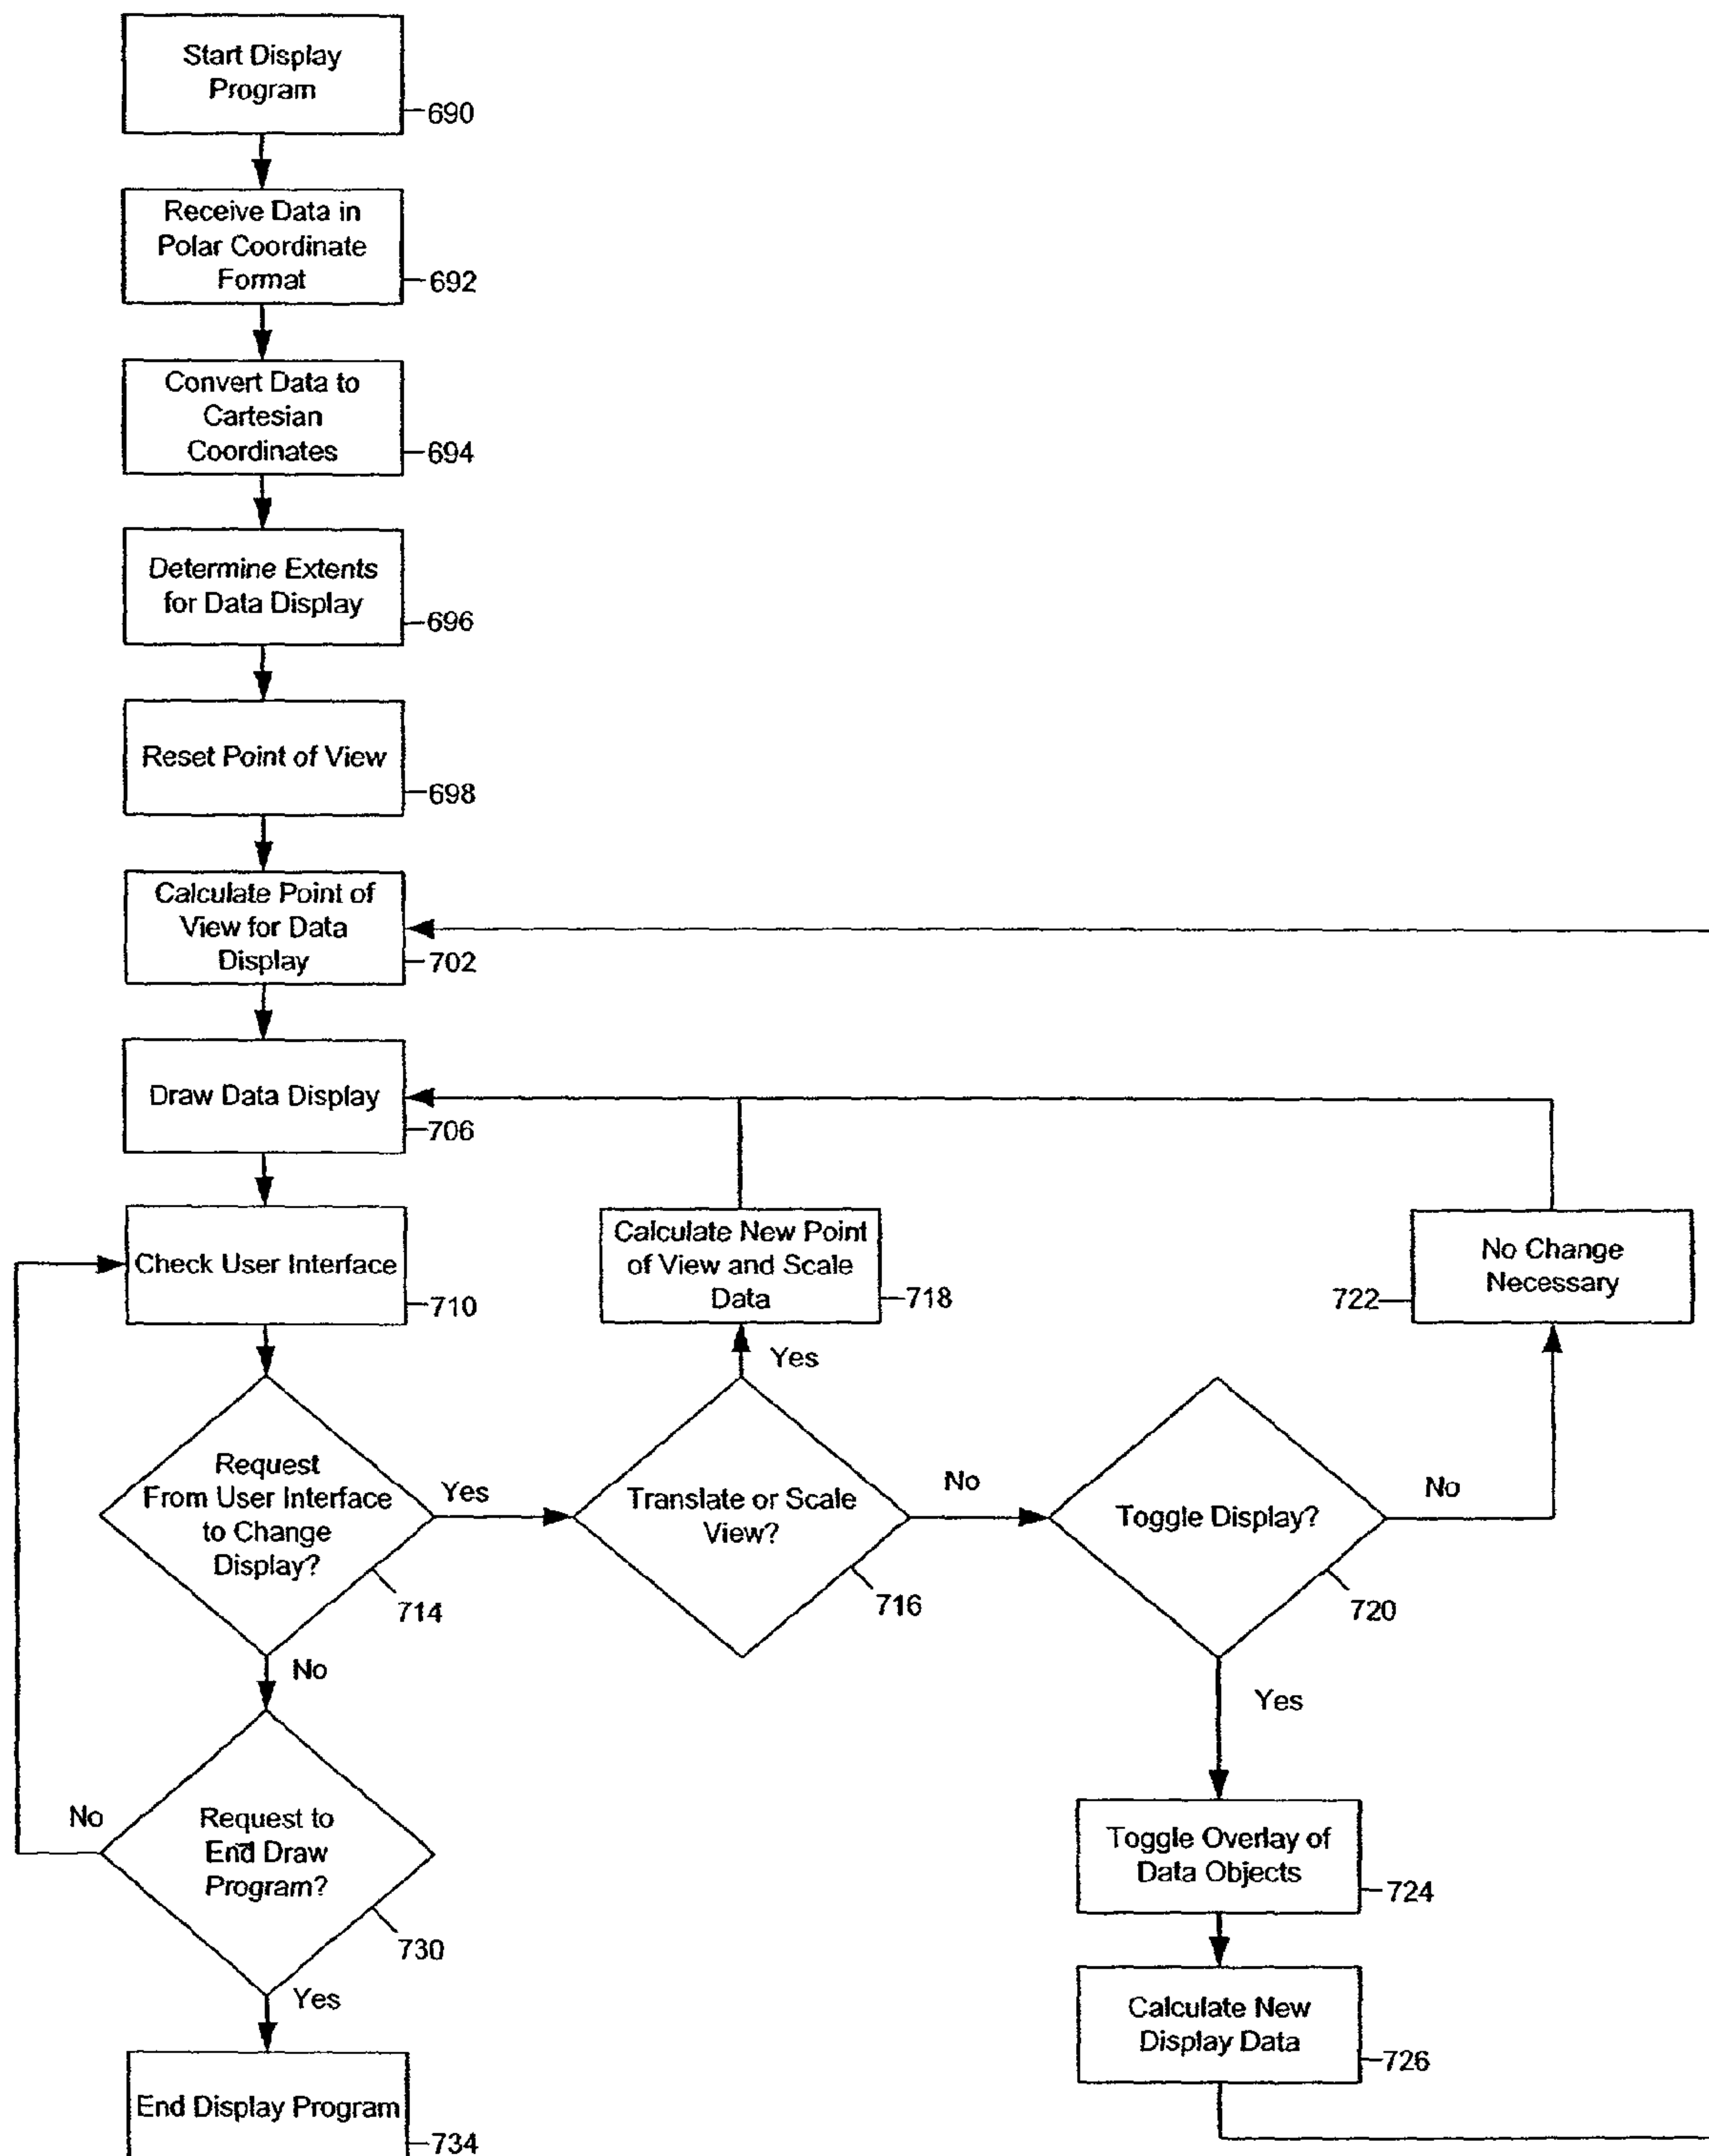 Start Display
Program
690
Receive Data in
Polar Coordinate
Format
692
Convert Data to
Cartesian
Coordinates
694
Determine Extents
for Data Display
696
Reset Point of View
698
Calculate Point of
View for Data
Display
702
Draw Data Display
706
Check User Interface
710
Calculate New Point
of View and Scale
Data
718
No Change
Necessary
722
Yes
Request
From User Interface
to Change
Display?
714
Yes
Translate or Scale
View?
716
No
Toggle Display?
720
No
No
Yes
No
Request to
End Draw
Program?
730
Toggle Overlay of
Data Objects
724
Yes
Calculate New
Display Data
726
End Display Program
734